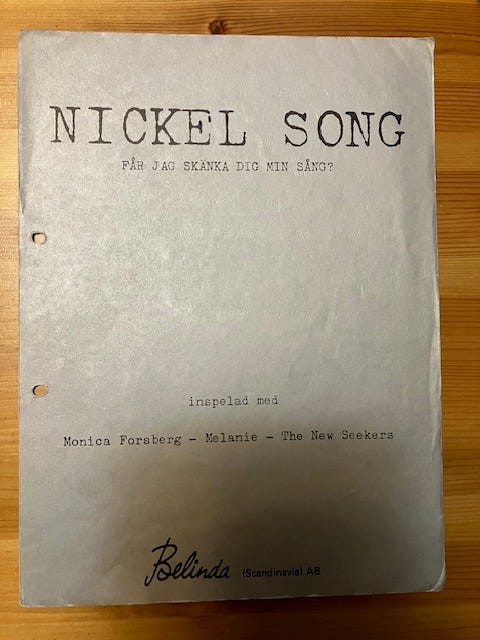 NICKEL SONG
FÅR JAG SKÄNKA DIG MIN SÅNG?
inspelad med
Monica Forsberg - Melanie - The New Seekers
Belinda (Scandinavia) AB